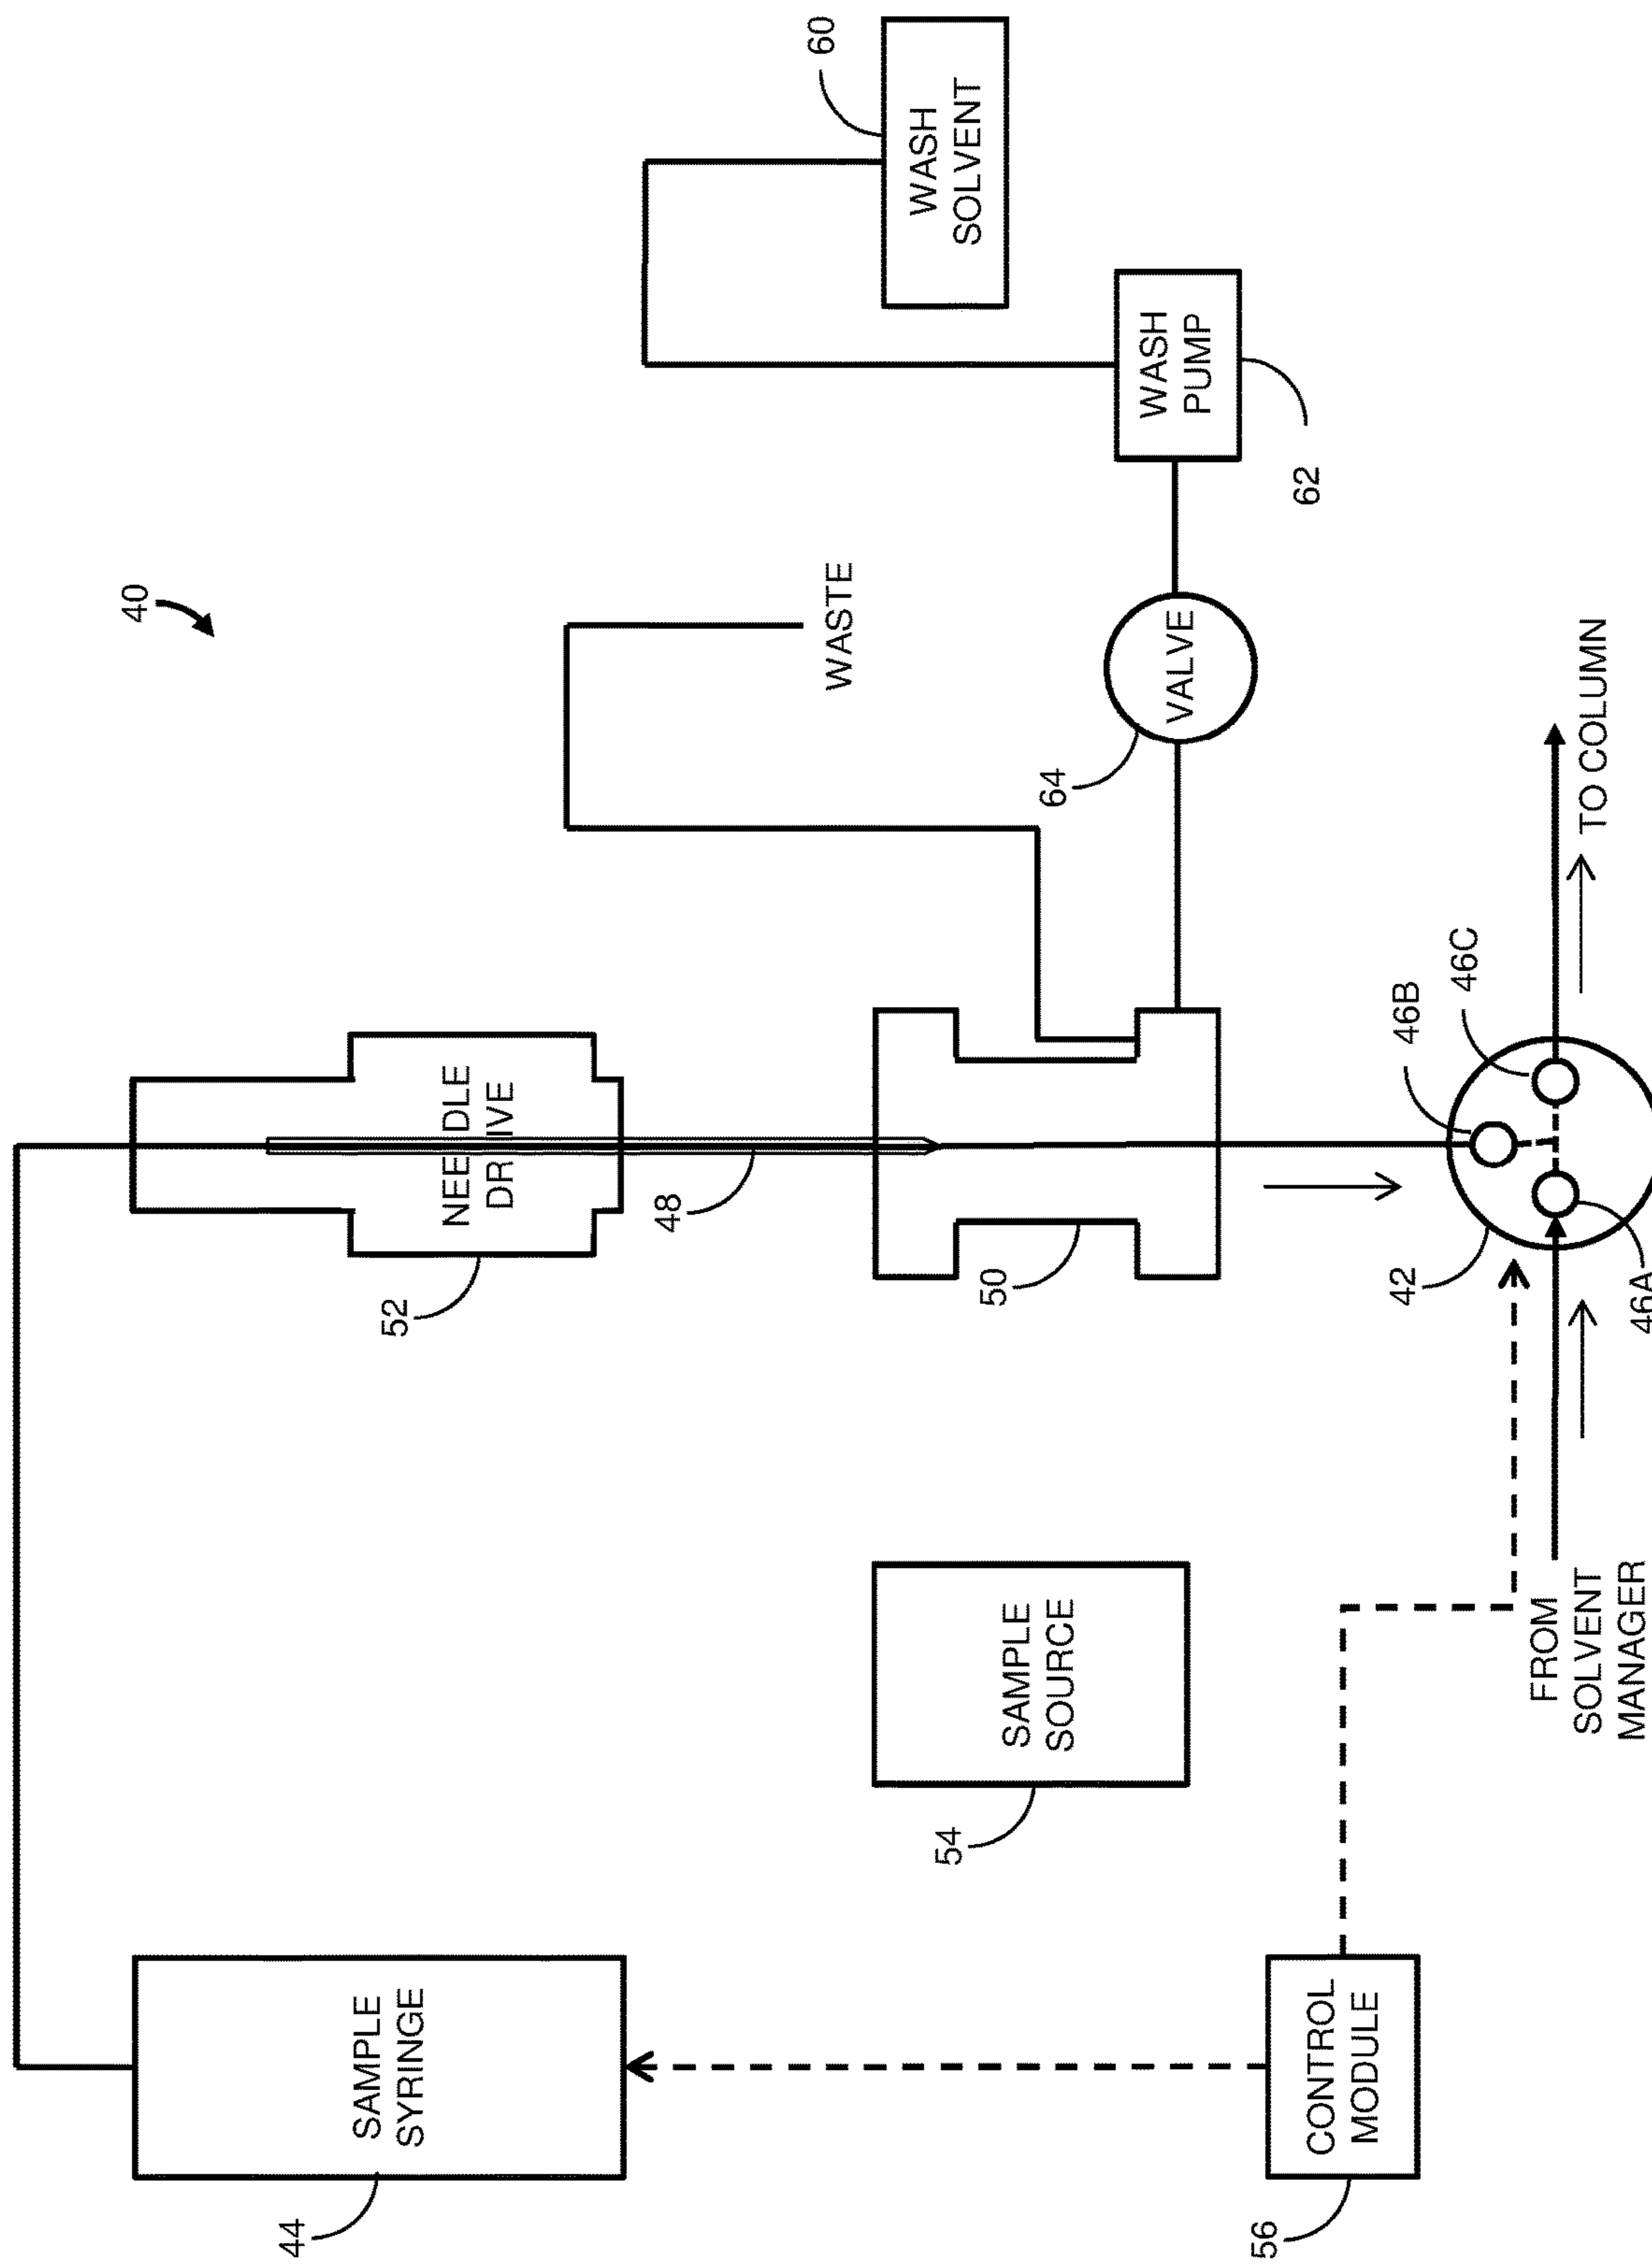 40
44
SAMPLE
SYRINGE
52
NEEDLE
DRIVE
48
60
WASTE
WASH
SOLVENT
54
50
SAMPLE
SOURCE
64
WASH
PUMP
VALVE
56
62
CONTROL
MODULE
42
46B
46C
FROM
SOLVENT
MANAGER
TO COLUMN
46A